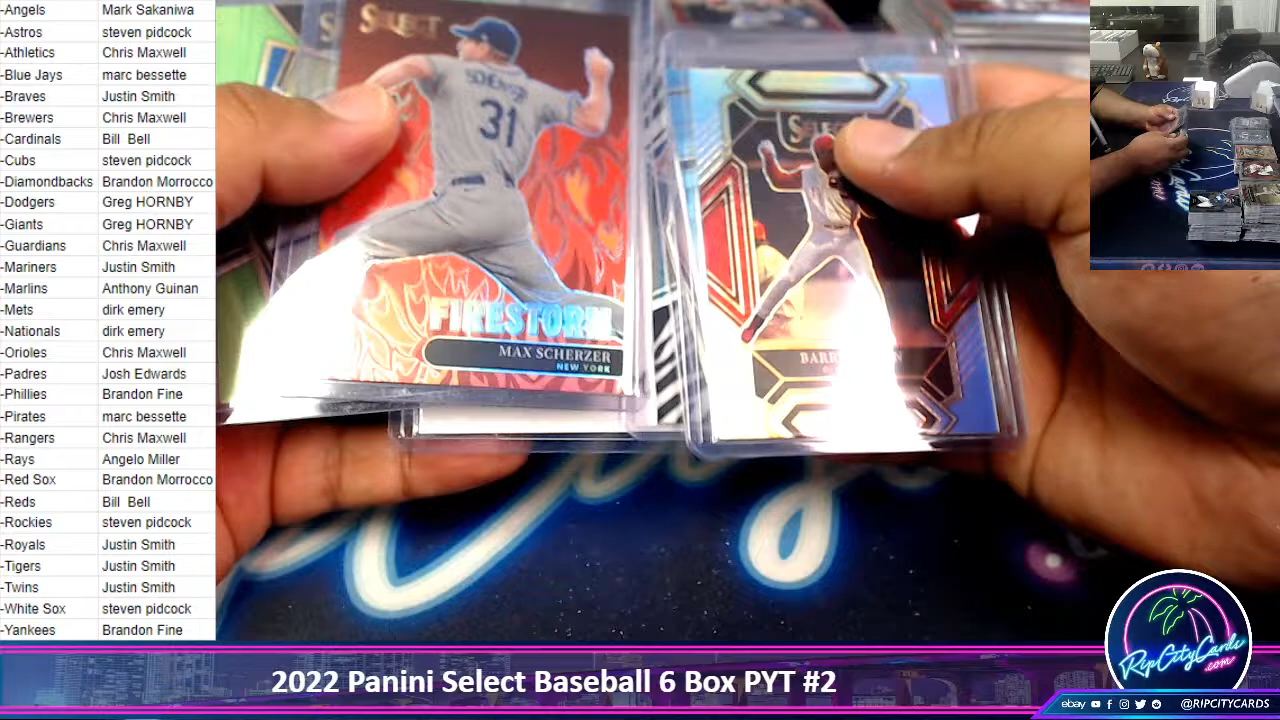 -Angels Mark Sakaniwa
-Astros steven pidcock
-Athletics Chris Maxwell
-Blue Jays marc bessette
-Braves Justin Smith
-Brewers Chris Maxwell
-Cardinals Bill Bell
-Cubs steven pidcock
-Diamondbacks Brandon Morrocco
-Dodgers Greg HORNBY
-Giants Greg HORNBY
-Guardians Chris Maxwell
-Mariners Justin Smith
-Marlins Anthony Guinan
-Mets dirk emery
-Nationals dirk emery
-Orioles Chris Maxwell
-Padres Josh Edwards
-Phillies Brandon Fine
-Pirates marc bessette
-Rangers Chris Maxwell
-Rays Angelo Miller
-Red Sox Brandon Morrocco
-Reds Bill Bell
-Rockies steven pidcock
-Royals Justin Smith
-Tigers Justin Smith
-Twins Justin Smith
-White Sox steven pidcock
-Yankees Brandon Fine
31
FIRESTORM
MAX SCHERZER
NEW YORK
RipCityCards
.com
2022 Panini Select Baseball 6 Box PYT #2
ebay @RIPCITYCARDS